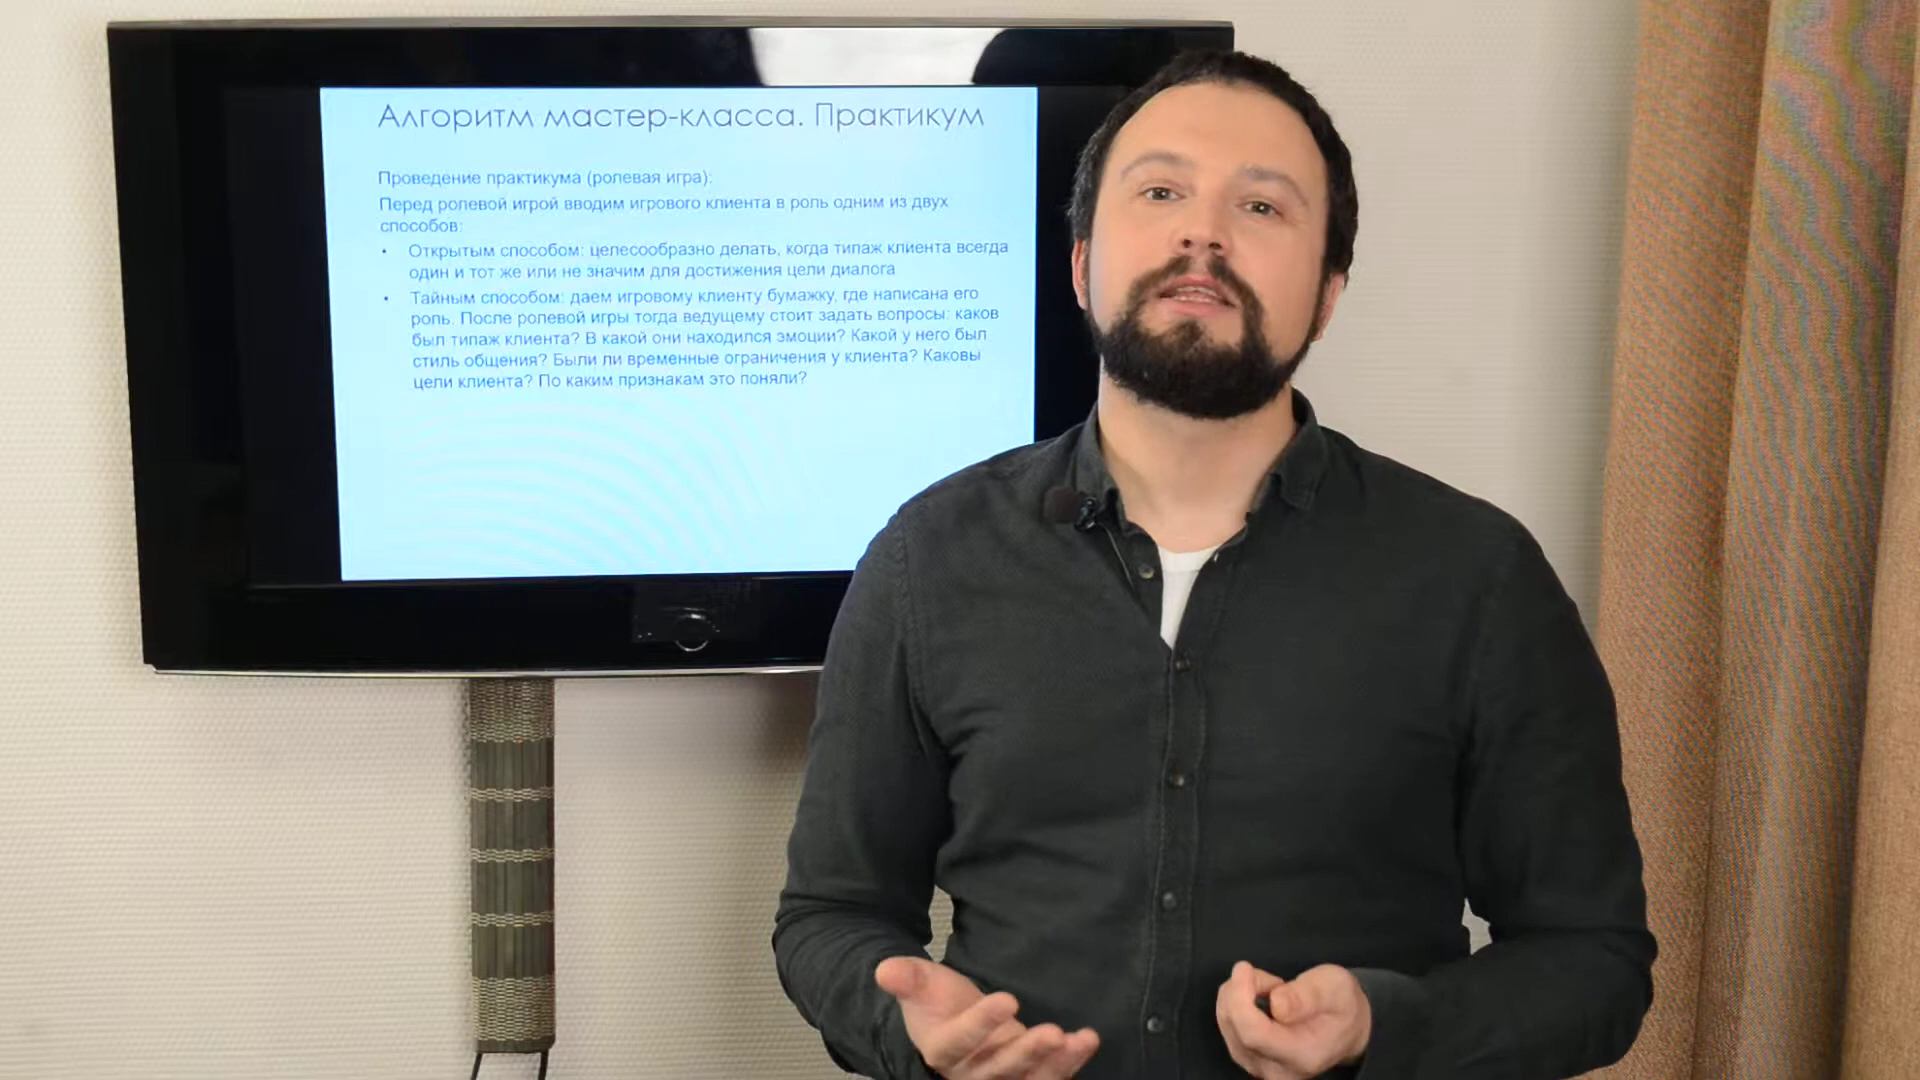 Алгоритм мастер-класса. Практикум
Проведение практикума (ролевая игра):
Перед ролевой игрой вводим игрового клиента в роль одним из двух
способов:
• Открытым способом: целесообразно делать, когда типаж клиента всегда
один и тот же или не значим для достижения цели диалога
• Тайным способом: даем игровому клиенту бумажку, где написана его
роль. После ролевой игры тогда ведущему стоит задать вопросы: каков
был типаж клиента? В какой они находился эмоции? Какой у него был
стиль общения? Были ли временные ограничения у клиента? Каковы
цели клиента? По каким признакам это поняли?